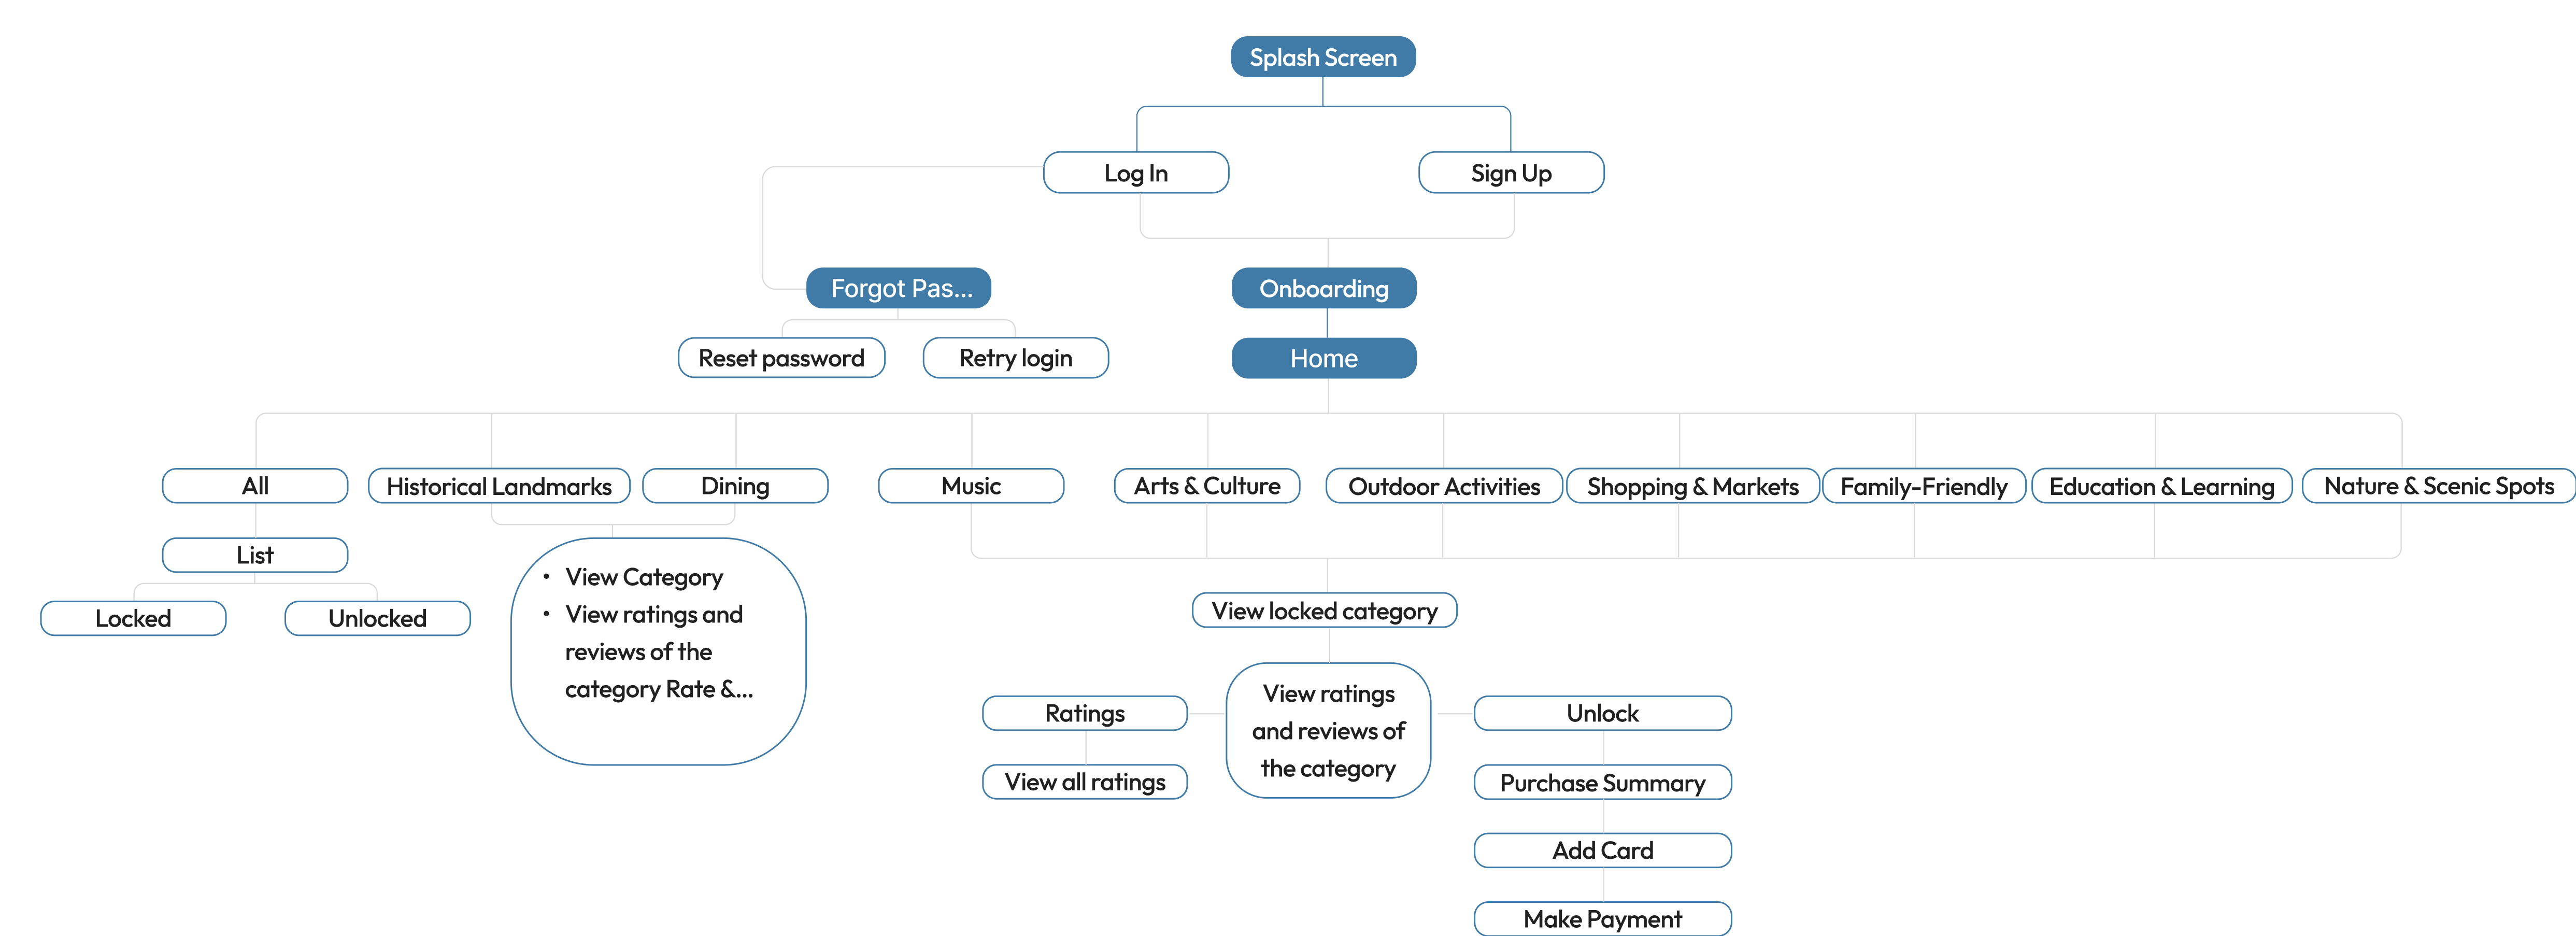 Splash Screen
Log In
Sign Up
Forgot Pas...
Onboarding
Reset password
Retry login
Home
All
Historical Landmarks
Dining
Music
Arts & Culture
Outdoor Activities
Shopping & Markets
Family-Friendly
Education & Learning
Nature & Scenic Spots
List
Locked
Unlocked
• View Category
• View ratings and
reviews of the
category Rate &...
View locked category
Ratings
View all ratings
View ratings
and reviews of
the category
Unlock
Purchase Summary
Add Card
Make Payment